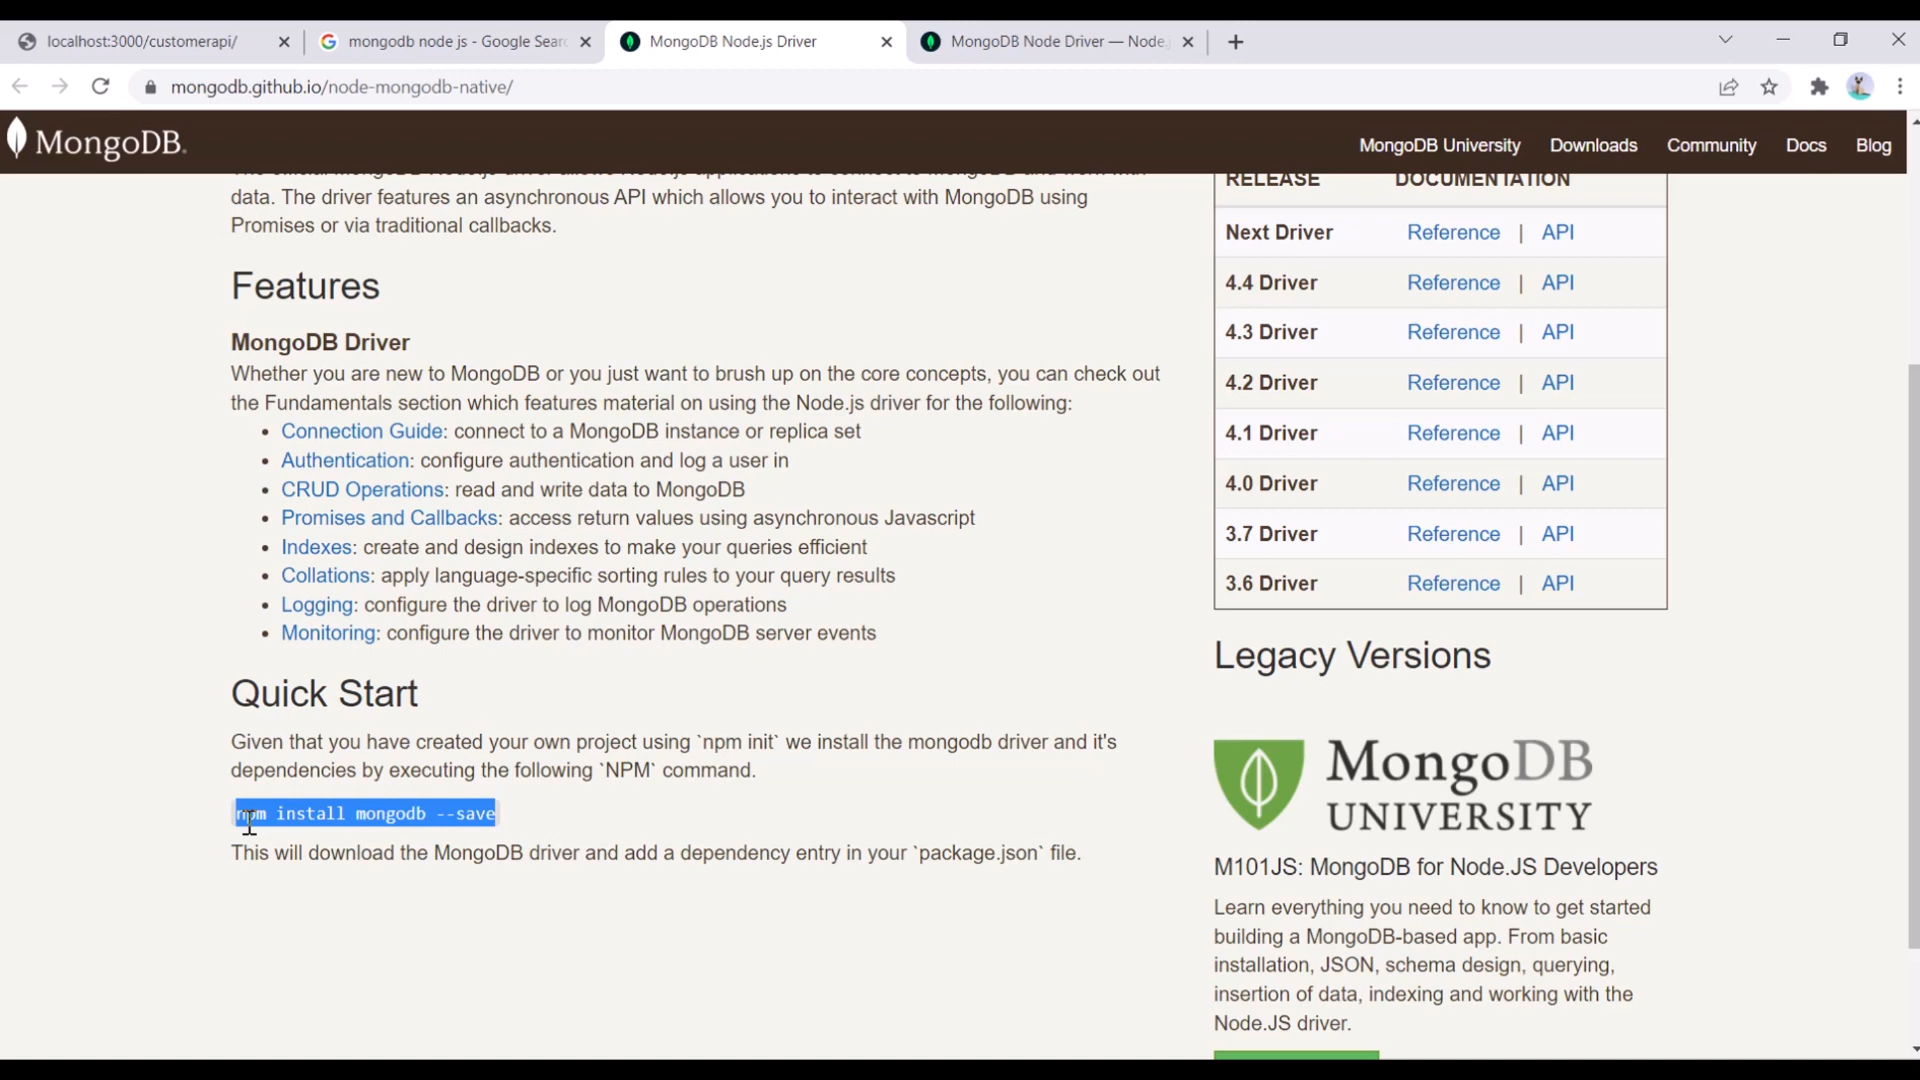 localhost:3000/customerapi/
mongodb node js - Google Sear
MongoDB Node.js Driver
MongoDB Node Driver — Node.
mongodb.github.io/node-mongodb-native/
MongoDB.
MongoDB University
Downloads
Community
Docs
Blog
data. The driver features an asynchronous API which allows you to interact with MongoDB using
Promises or via traditional callbacks.
Features
MongoDB Driver
Whether you are new to MongoDB or you just want to brush up on the core concepts, you can check out
the Fundamentals section which features material on using the Node.js driver for the following:
• Connection Guide: connect to a MongoDB instance or replica set
• Authentication: configure authentication and log a user in
• CRUD Operations: read and write data to MongoDB
• Promises and Callbacks: access return values using asynchronous Javascript
• Indexes: create and design indexes to make your queries efficient
• Collations: apply language-specific sorting rules to your query results
• Logging: configure the driver to log MongoDB operations
• Monitoring: configure the driver to monitor MongoDB server events
Quick Start
Given that you have created your own project using `npm init` we install the mongodb driver and it's
dependencies by executing the following `NPM` command.
npm install mongodb --save
This will download the MongoDB driver and add a dependency entry in your `package.json` file.
RELEASE DOCUMENTATION
Next Driver Reference | API
4.4 Driver Reference | API
4.3 Driver Reference | API
4.2 Driver Reference | API
4.1 Driver Reference | API
4.0 Driver Reference | API
3.7 Driver Reference | API
3.6 Driver Reference | API
Legacy Versions
MongoDB
UNIVERSITY
M101JS: MongoDB for Node.JS Developers
Learn everything you need to know to get started
building a MongoDB-based app. From basic
installation, JSON, schema design, querying,
insertion of data, indexing and working with the
Node.JS driver.